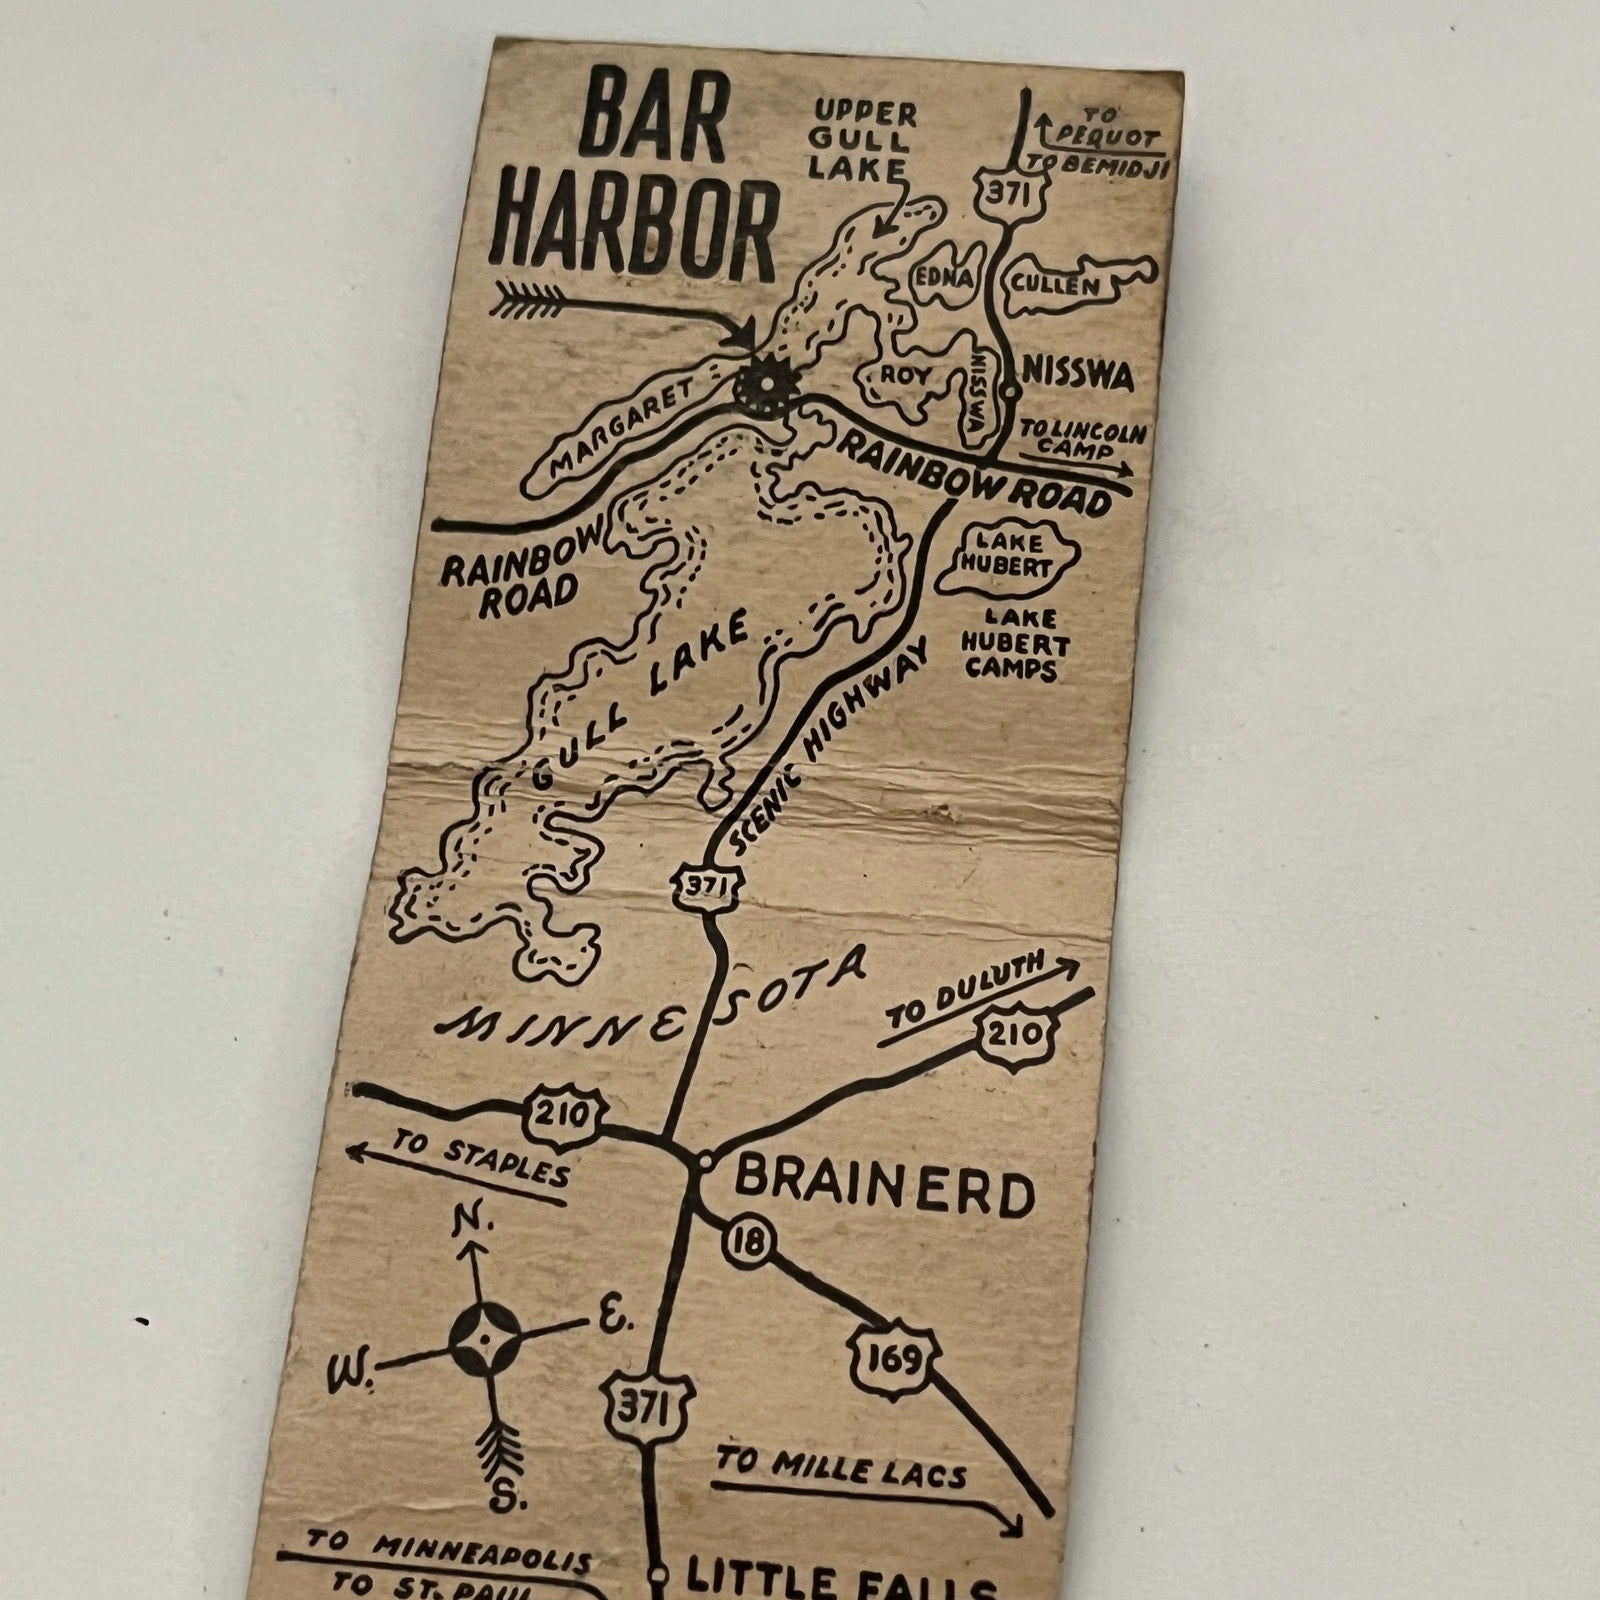 BAR
HARBOR
UPPER
GULL
LAKE
TO
PEQUOT
TO BEMIDJI
371
EDNA
CULLEN
MARGARET
ROY
NISSWA
NISSWA
TO LINCOLN
CAMP
RAINBOW ROAD
RAINBOW
ROAD
LAKE
HUBERT
LAKE
HUBERT
CAMPS
GULL LAKE
SCENIC HIGHWAY
371
MINNESOTA
TO DULUTH
210
210
TO STAPLES
BRAINERD
N.
18
E.
W.
169
371
S.
TO MILLE LACS
TO MINNEAPOLIS
TO ST. PAUL
LITTLE FALLS